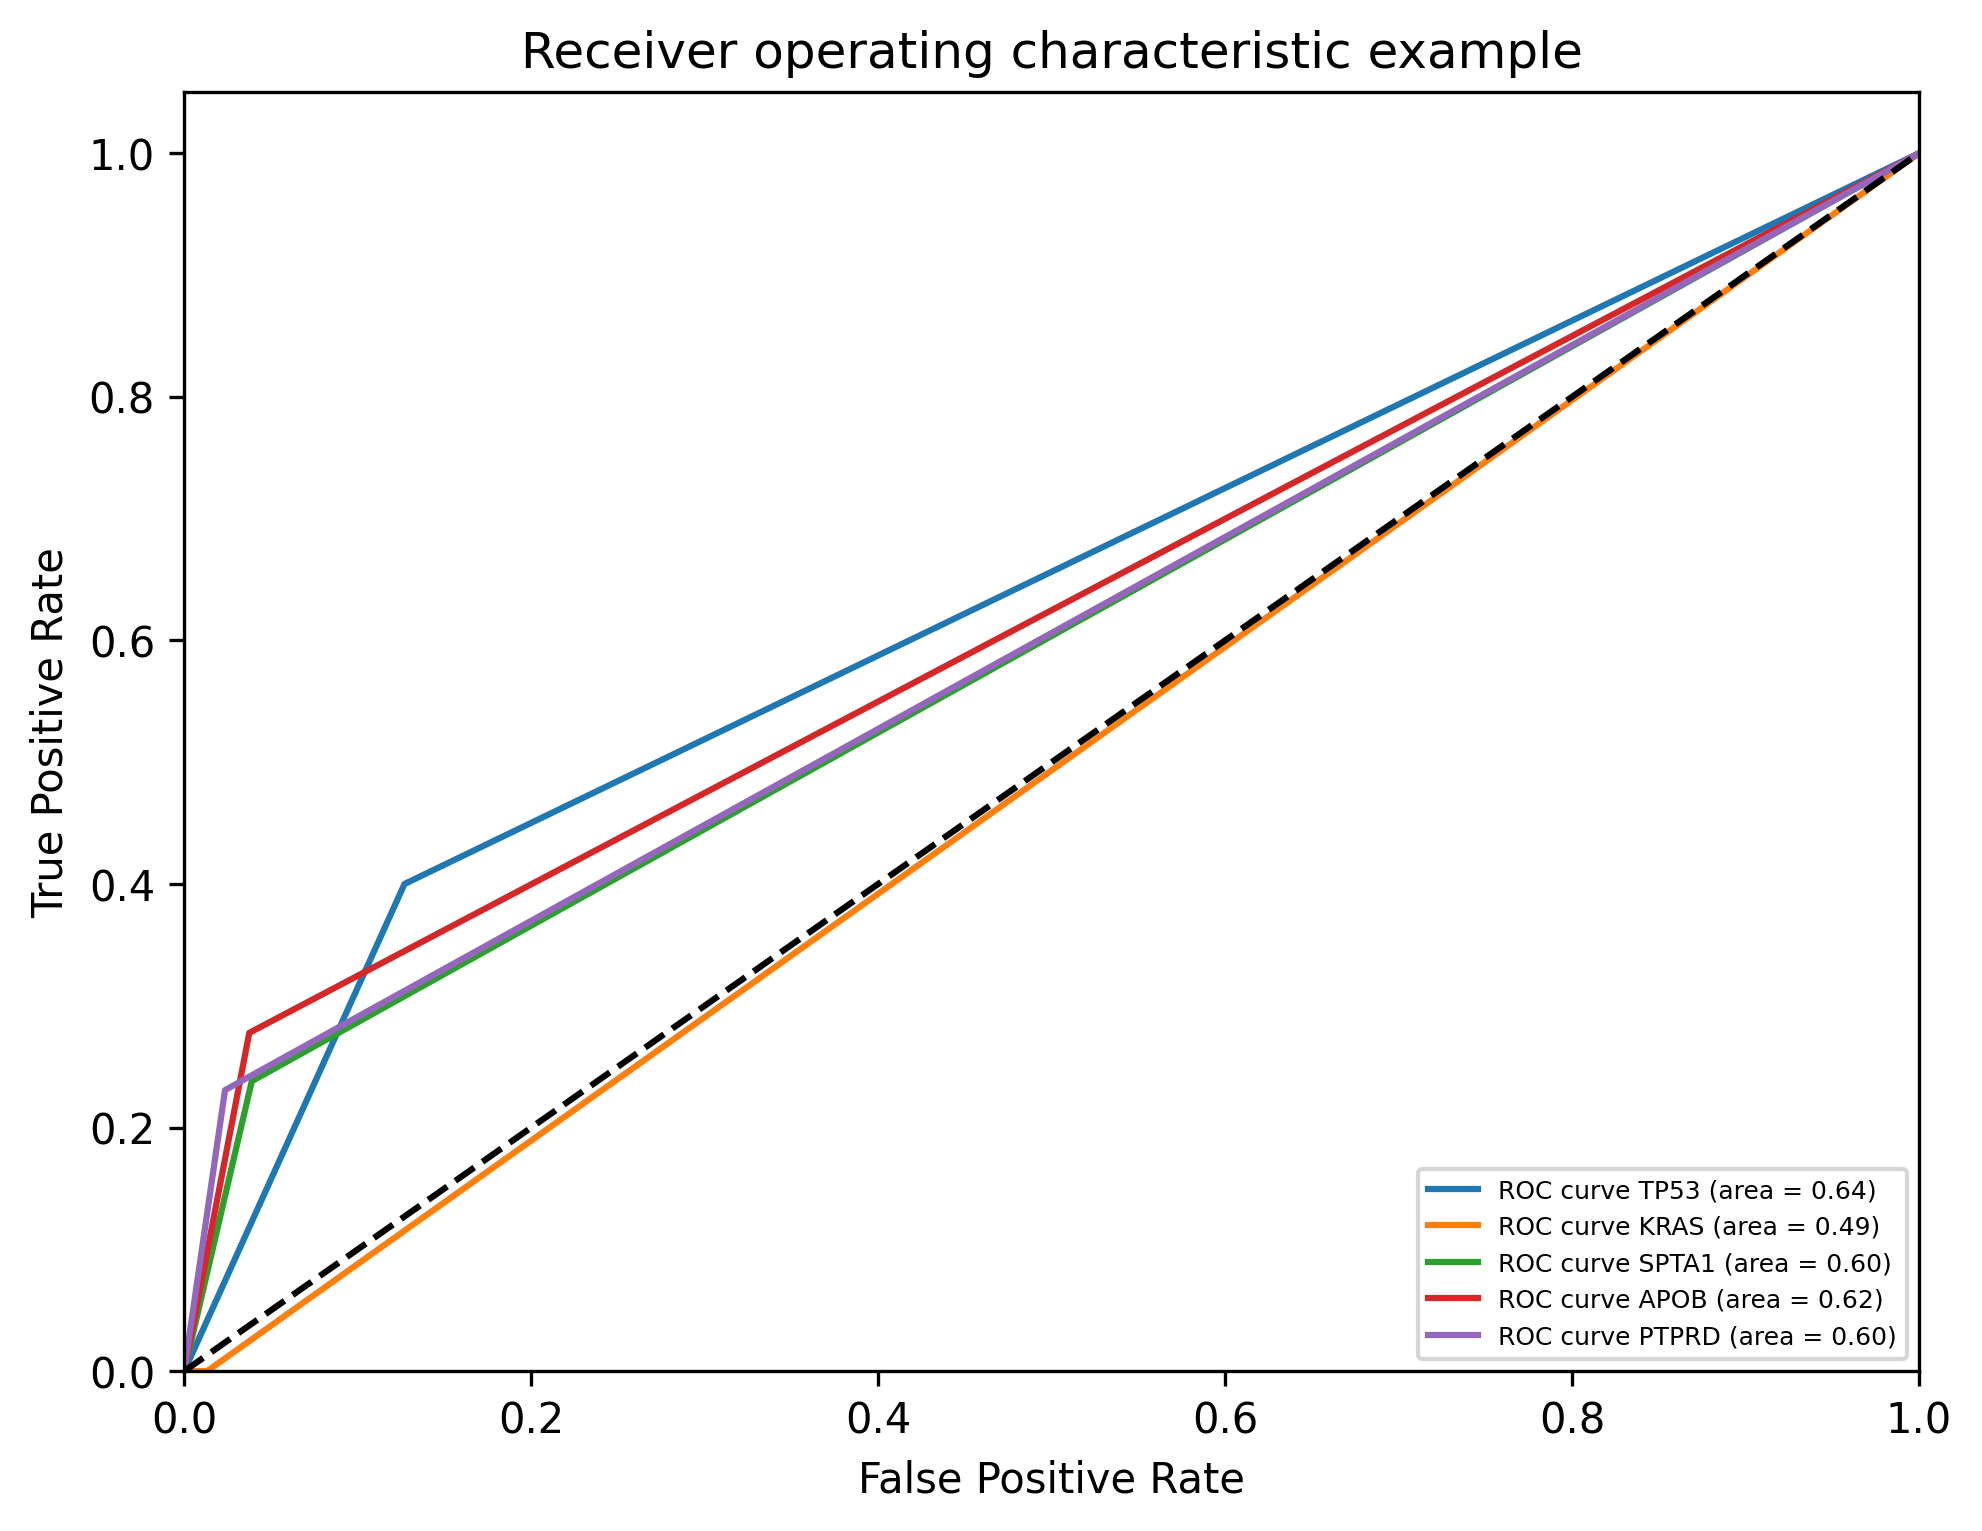 Receiver operating characteristic example
1.0
0.8
0.6
0.4
0.2
0.0
True Positive Rate
ROC curve TP53 (area = 0.64)
ROC curve KRAS (area = 0.49)
ROC curve SPTA1 (area = 0.60)
ROC curve APOB (area = 0.62)
ROC curve PTPRD (area = 0.60)
0.0 0.2 0.4 0.6 0.8 1.0
False Positive Rate